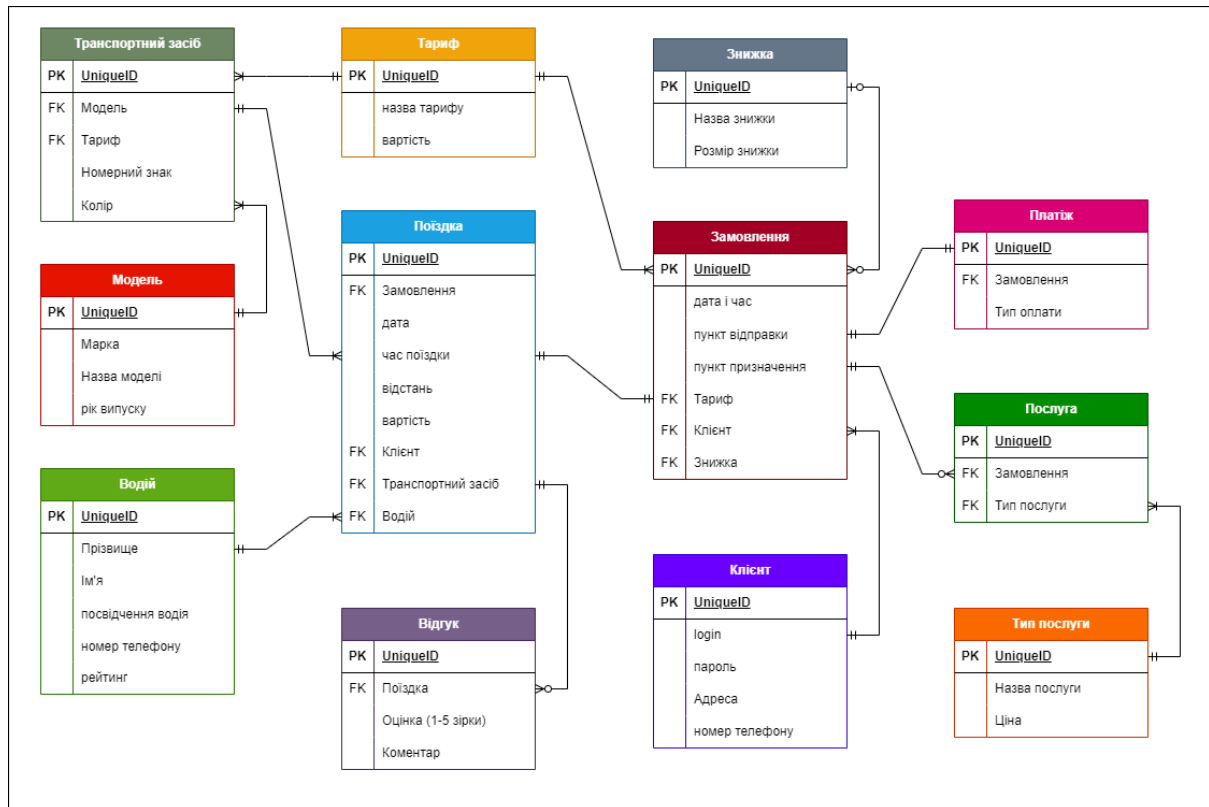 Транспортний засіб
PK UniqueID
FK Модель
FK Тариф
Номерний знак
Колір
Тариф
PK UniqueID
назва тарифу
вартість
Знижка
PK UniqueID
Назва знижки
Розмір знижки
Модель
PK UniqueID
Марка
Назва моделі
рік випуску
Поїздка
PK UniqueID
FK Замовлення
дата
час поїздки
відстань
вартість
FK Клієнт
FK Транспортний засіб
FK Водій
Замовлення
PK UniqueID
дата і час
пункт відправки
пункт призначення
FK Тариф
FK Клієнт
FK Знижка
Платіж
PK UniqueID
FK Замовлення
Тип оплати
Послуга
PK UniqueID
FK Замовлення
FK Тип послуги
Водій
PK UniqueID
Прізвище
Ім'я
посвідчення водія
номер телефону
рейтинг
Відгук
PK UniqueID
FK Поїздка
Оцінка (1-5 зірки)
Коментар
Клієнт
PK UniqueID
login
пароль
Адреса
номер телефону
Тип послуги
PK UniqueID
Назва послуги
Ціна